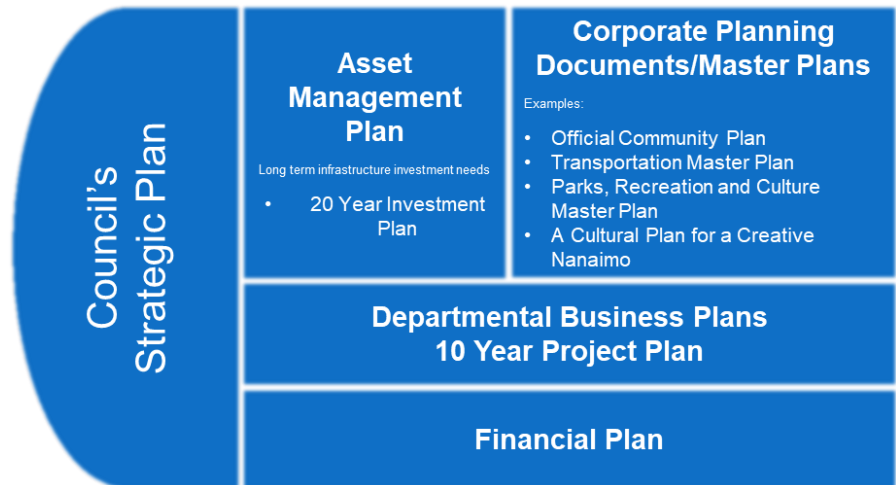 Council's
Strategic Plan
Asset
Management
Plan
Long term infrastructure investment needs
• 20 Year Investment
Plan
Corporate Planning
Documents/Master Plans
Examples:
• Official Community Plan
• Transportation Master Plan
• Parks, Recreation and Culture
Master Plan
• A Cultural Plan for a Creative
Nanaimo
Departmental Business Plans
10 Year Project Plan
Financial Plan